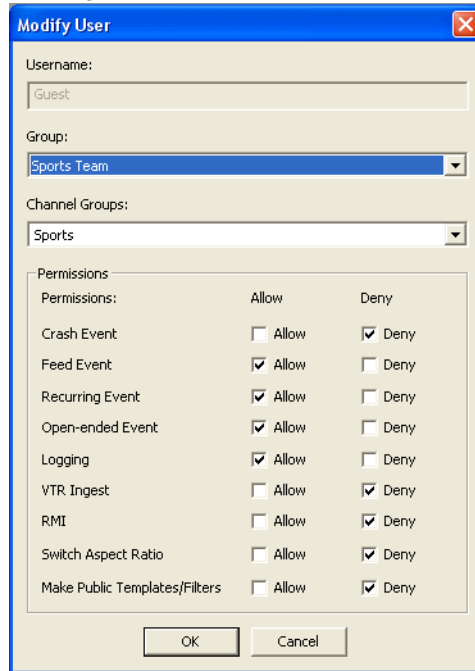 Modify User
Username:
Guest
Group:
Sports Team
Channel Groups:
Sports
Permissions
Permissions: Allow Deny
Crash Event Allow Deny
Feed Event Allow Deny
Recurring Event Allow Deny
Open-ended Event Allow Deny
Logging Allow Deny
VTR Ingest Allow Deny
RMI Allow Deny
Switch Aspect Ratio Allow Deny
Make Public Templates/Filters Allow Deny
OK Cancel